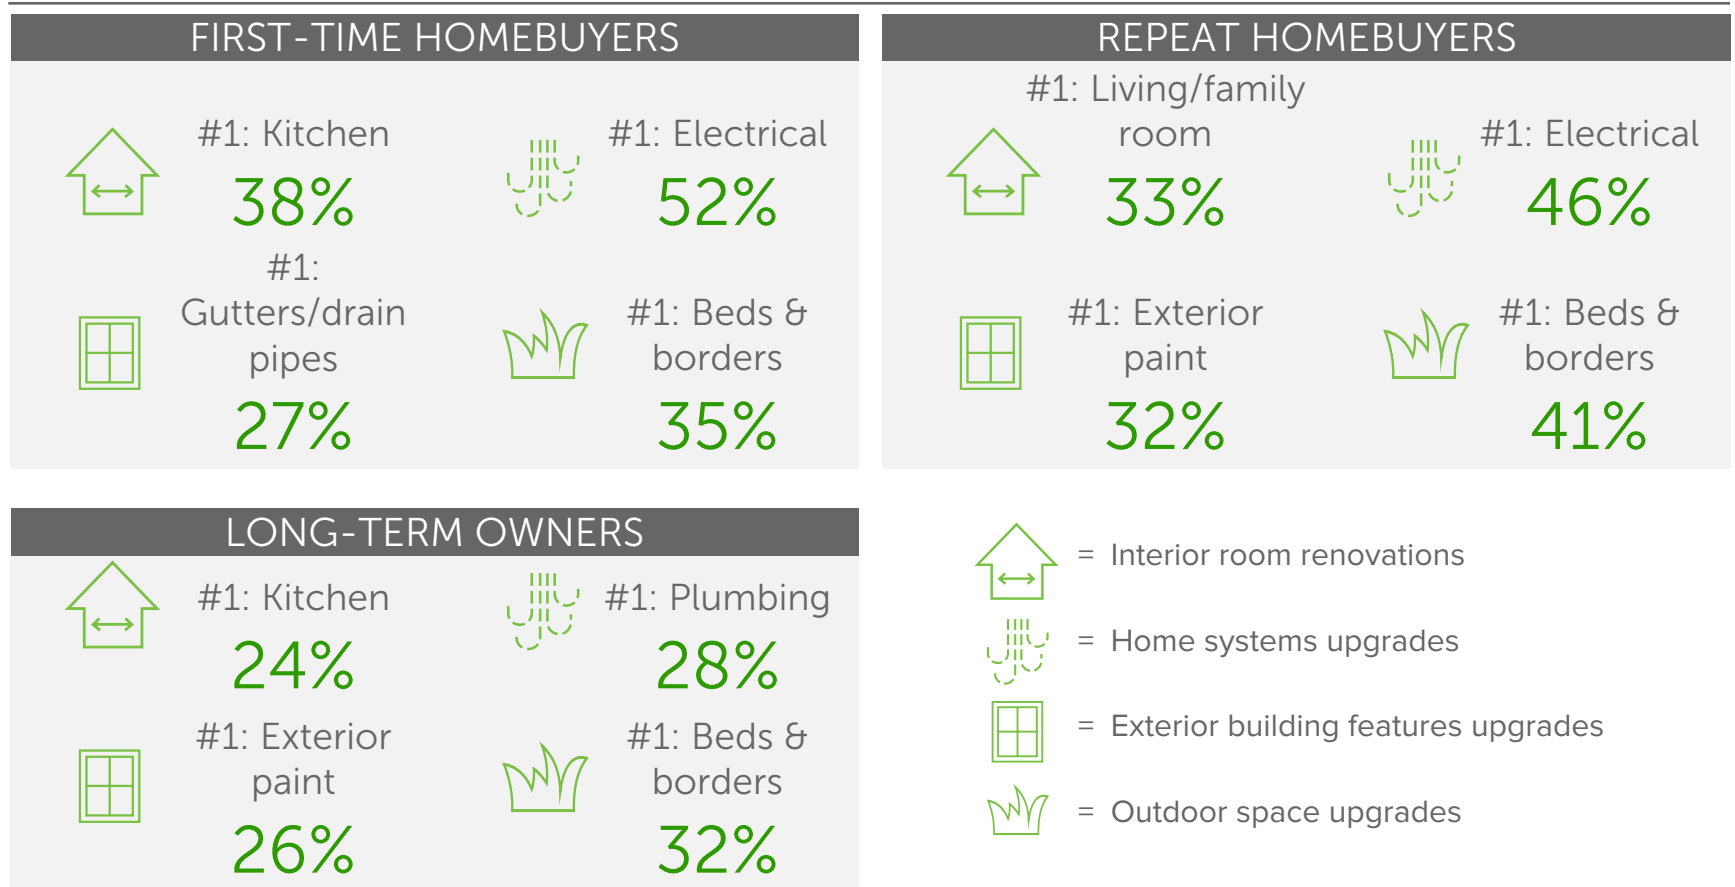 FIRST-TIME HOMEBUYERS
#1: Kitchen
38%
#1: Electrical
52%
#1:
Gutters/drain
pipes
27%
#1: Beds &
borders
35%
REPEAT HOMEBUYERS
#1: Living/family
room
33%
#1: Electrical
46%
#1: Exterior
paint
32%
#1: Beds &
borders
41%
LONG-TERM OWNERS
#1: Kitchen
24%
#1: Plumbing
28%
#1: Exterior
paint
26%
#1: Beds &
borders
32%
= Interior room renovations
= Home systems upgrades
= Exterior building features upgrades
= Outdoor space upgrades